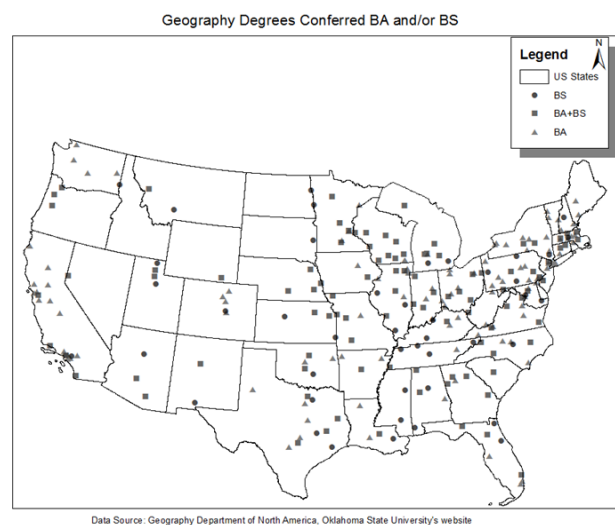 Geography Degrees Conferred BA and/or BS
N
Legend
US States
BS
BA+BS
BA
Data Source: Geography Department of North America, Oklahoma State University's website